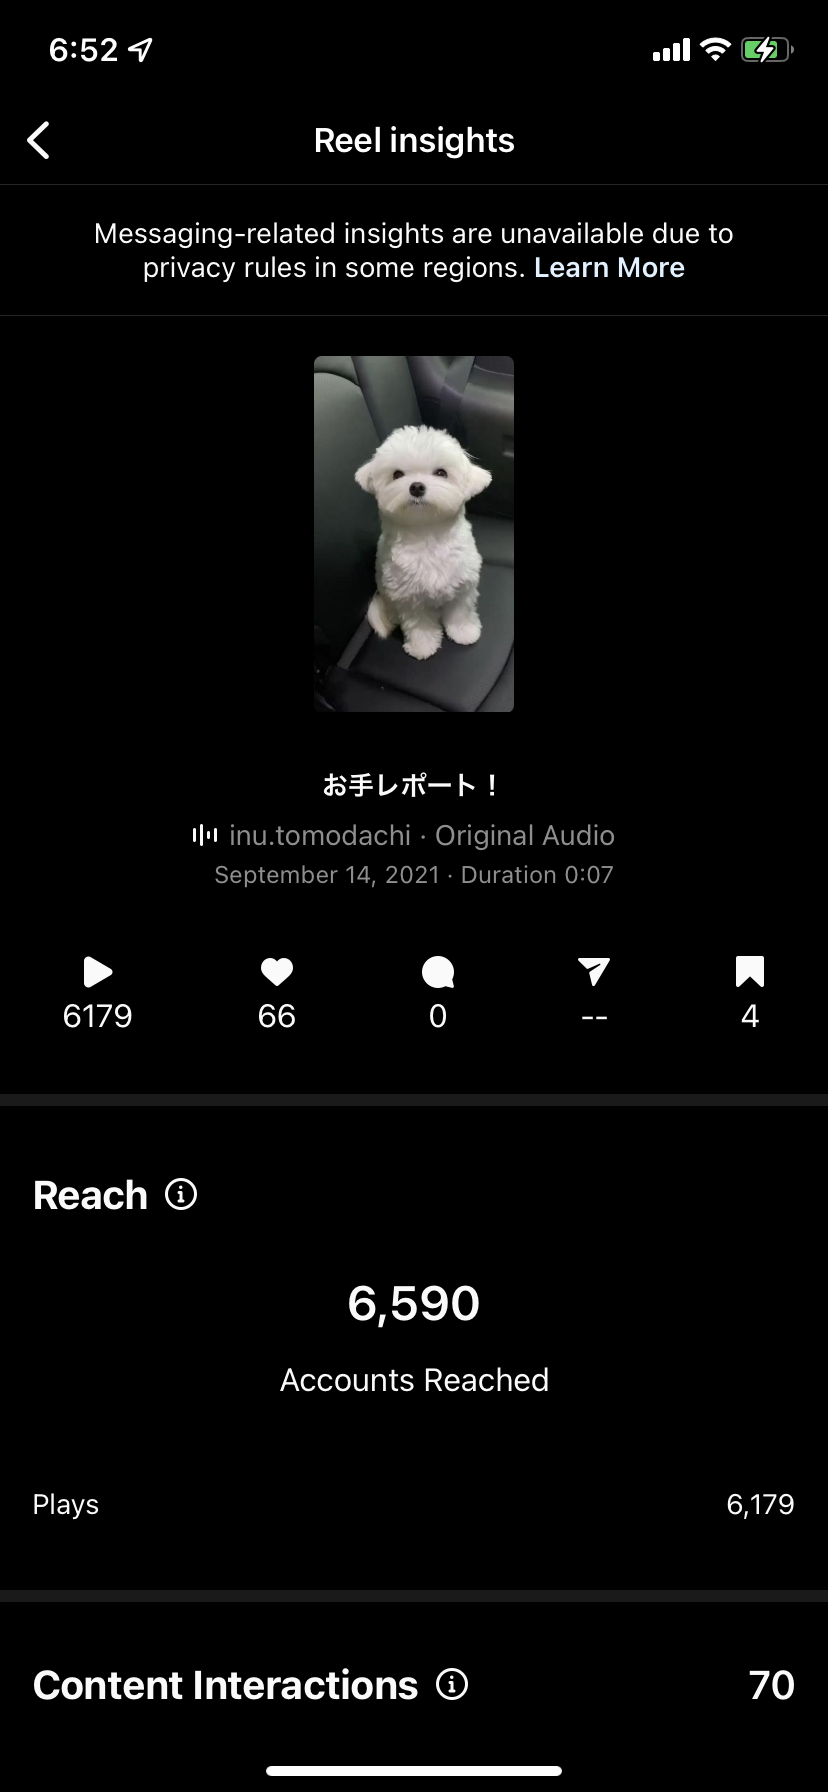 6:52
Reel insights
Messaging-related insights are unavailable due to
privacy rules in some regions. Learn More
お手レポート！
inu.tomodachi · Original Audio
September 14, 2021 · Duration 0:07
6179 66 0 -- 4
Reach
6,590
Accounts Reached
Plays 6,179
Content Interactions 70